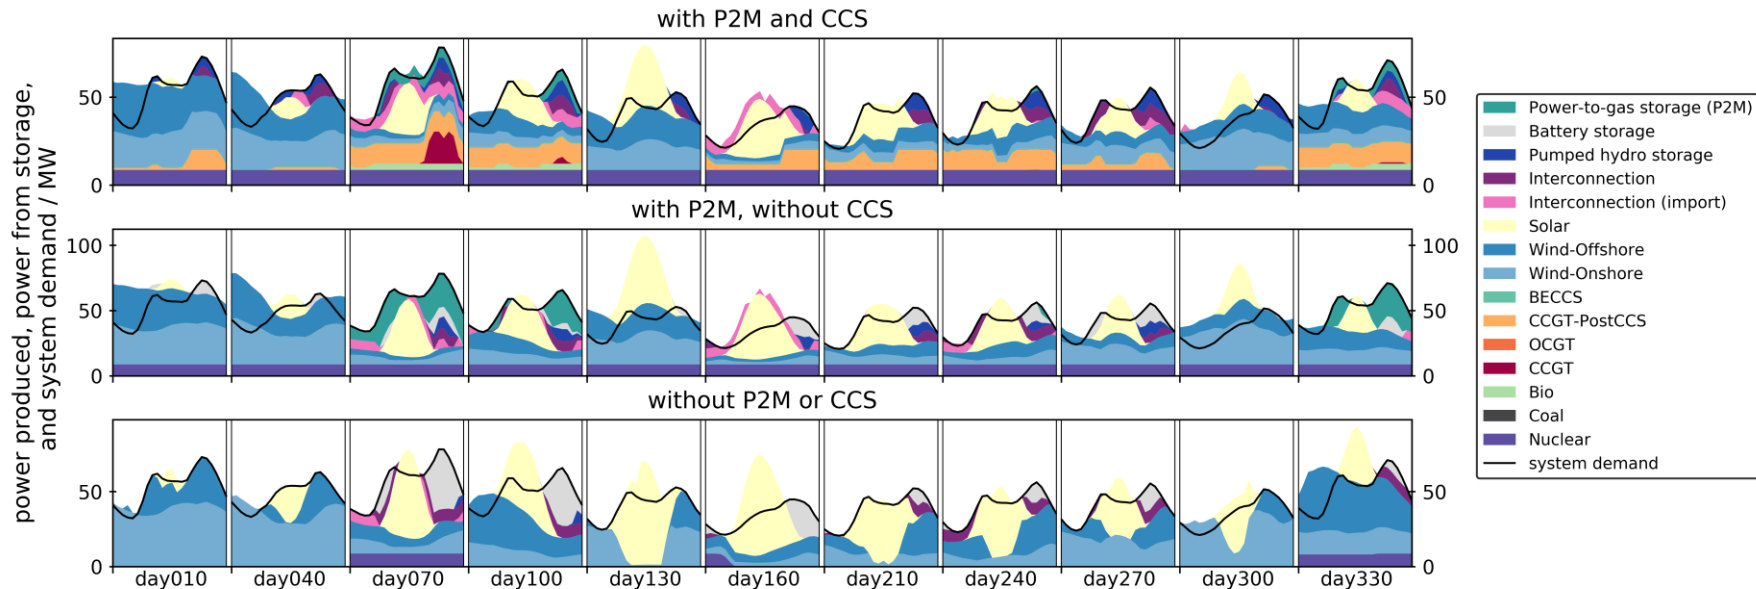 with P2M and CCS
power produced, power from storage,
and system demand / MW
50
0
50
0
with P2M, without CCS
100
50
0
100
50
0
without P2M or CCS
50
0
50
0
day010 day040 day070 day100 day130 day160 day210 day240 day270 day300 day330
Power-to-gas storage (P2M)
Battery storage
Pumped hydro storage
Interconnection
Interconnection (import)
Solar
Wind-Offshore
Wind-Onshore
BECCS
CCGT-PostCCS
OCGT
CCGT
Bio
Coal
Nuclear
system demand